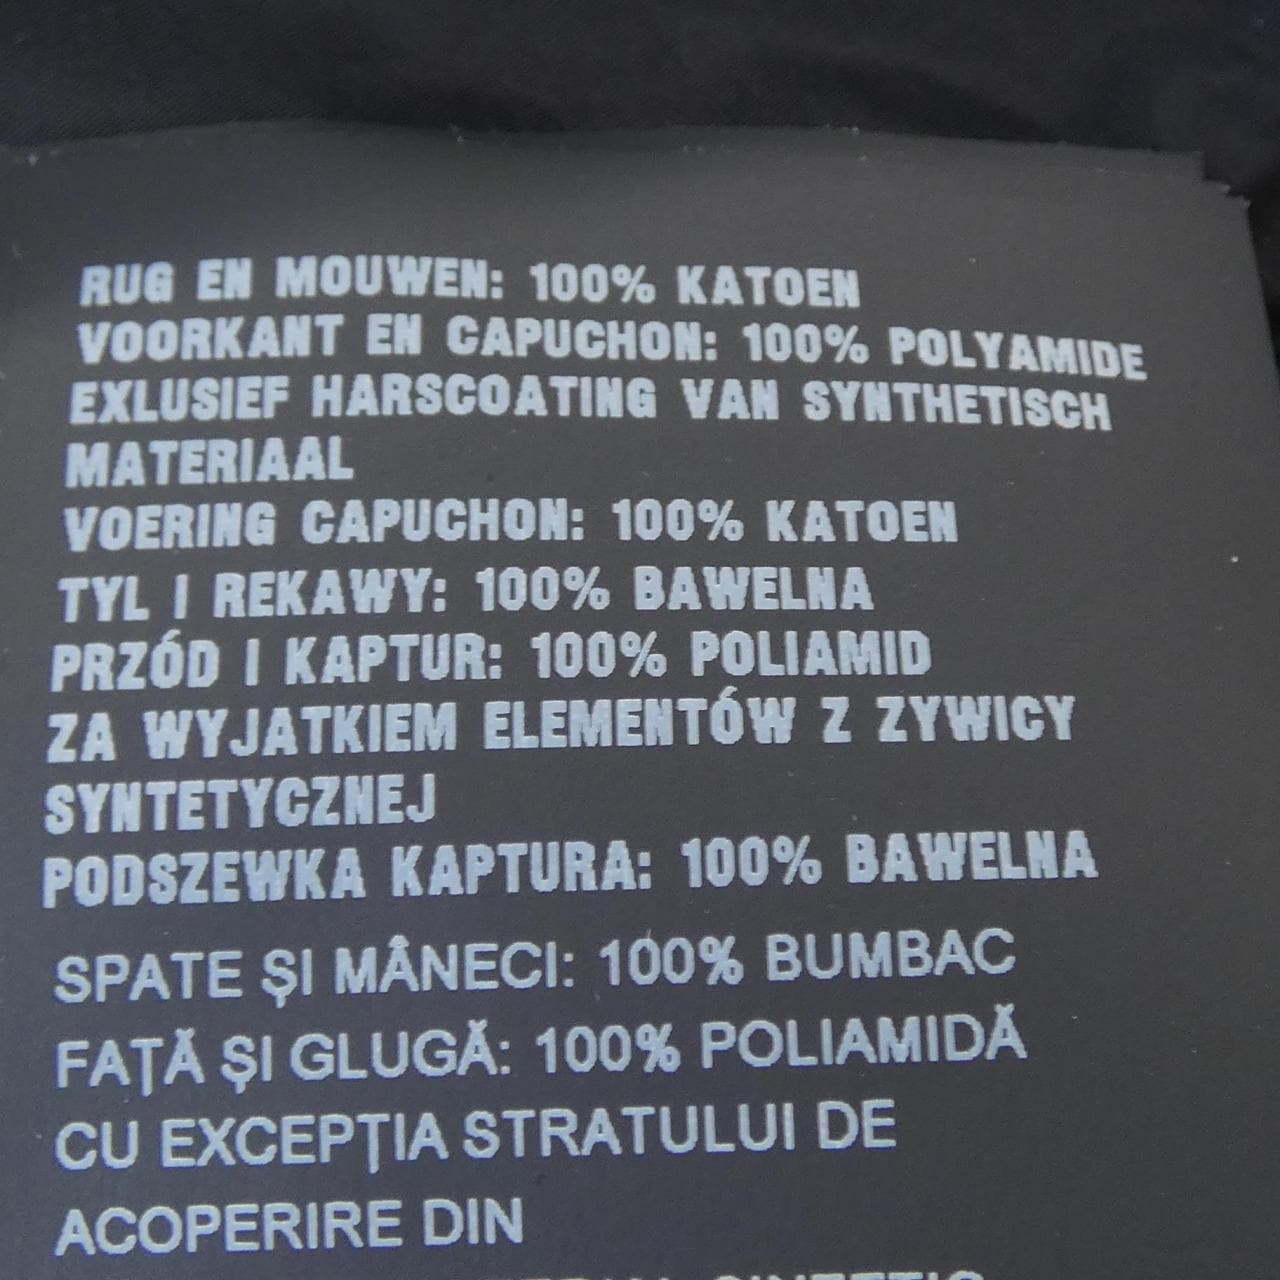 RUG EN MOUWEN: 100% KATOEN
VOORKANT EN CAPUCHON: 100% POLYAMIDE
EXLUSIEF HARSCOATING VAN SYNTHETISCH
MATERIAAL
VOERING CAPUCHON: 100% KATOEN
TYL I REKAWY: 100% BAWELNA
PRZÓD I KAPTUR: 100% POLIAMID
ZA WYJATKIEM ELEMENTÓW Z ZYWICY
SYNTETYCZNEJ
PODSZEWKA KAPTURA: 100% BAWELNA
SPATE ȘI MÂNECI: 100% BUMBAC
FAȚĂ ȘI GLUGĂ: 100% POLIAMIDĂ
CU EXCEPȚIA STRATULUI DE
ACOPERIRE DIN